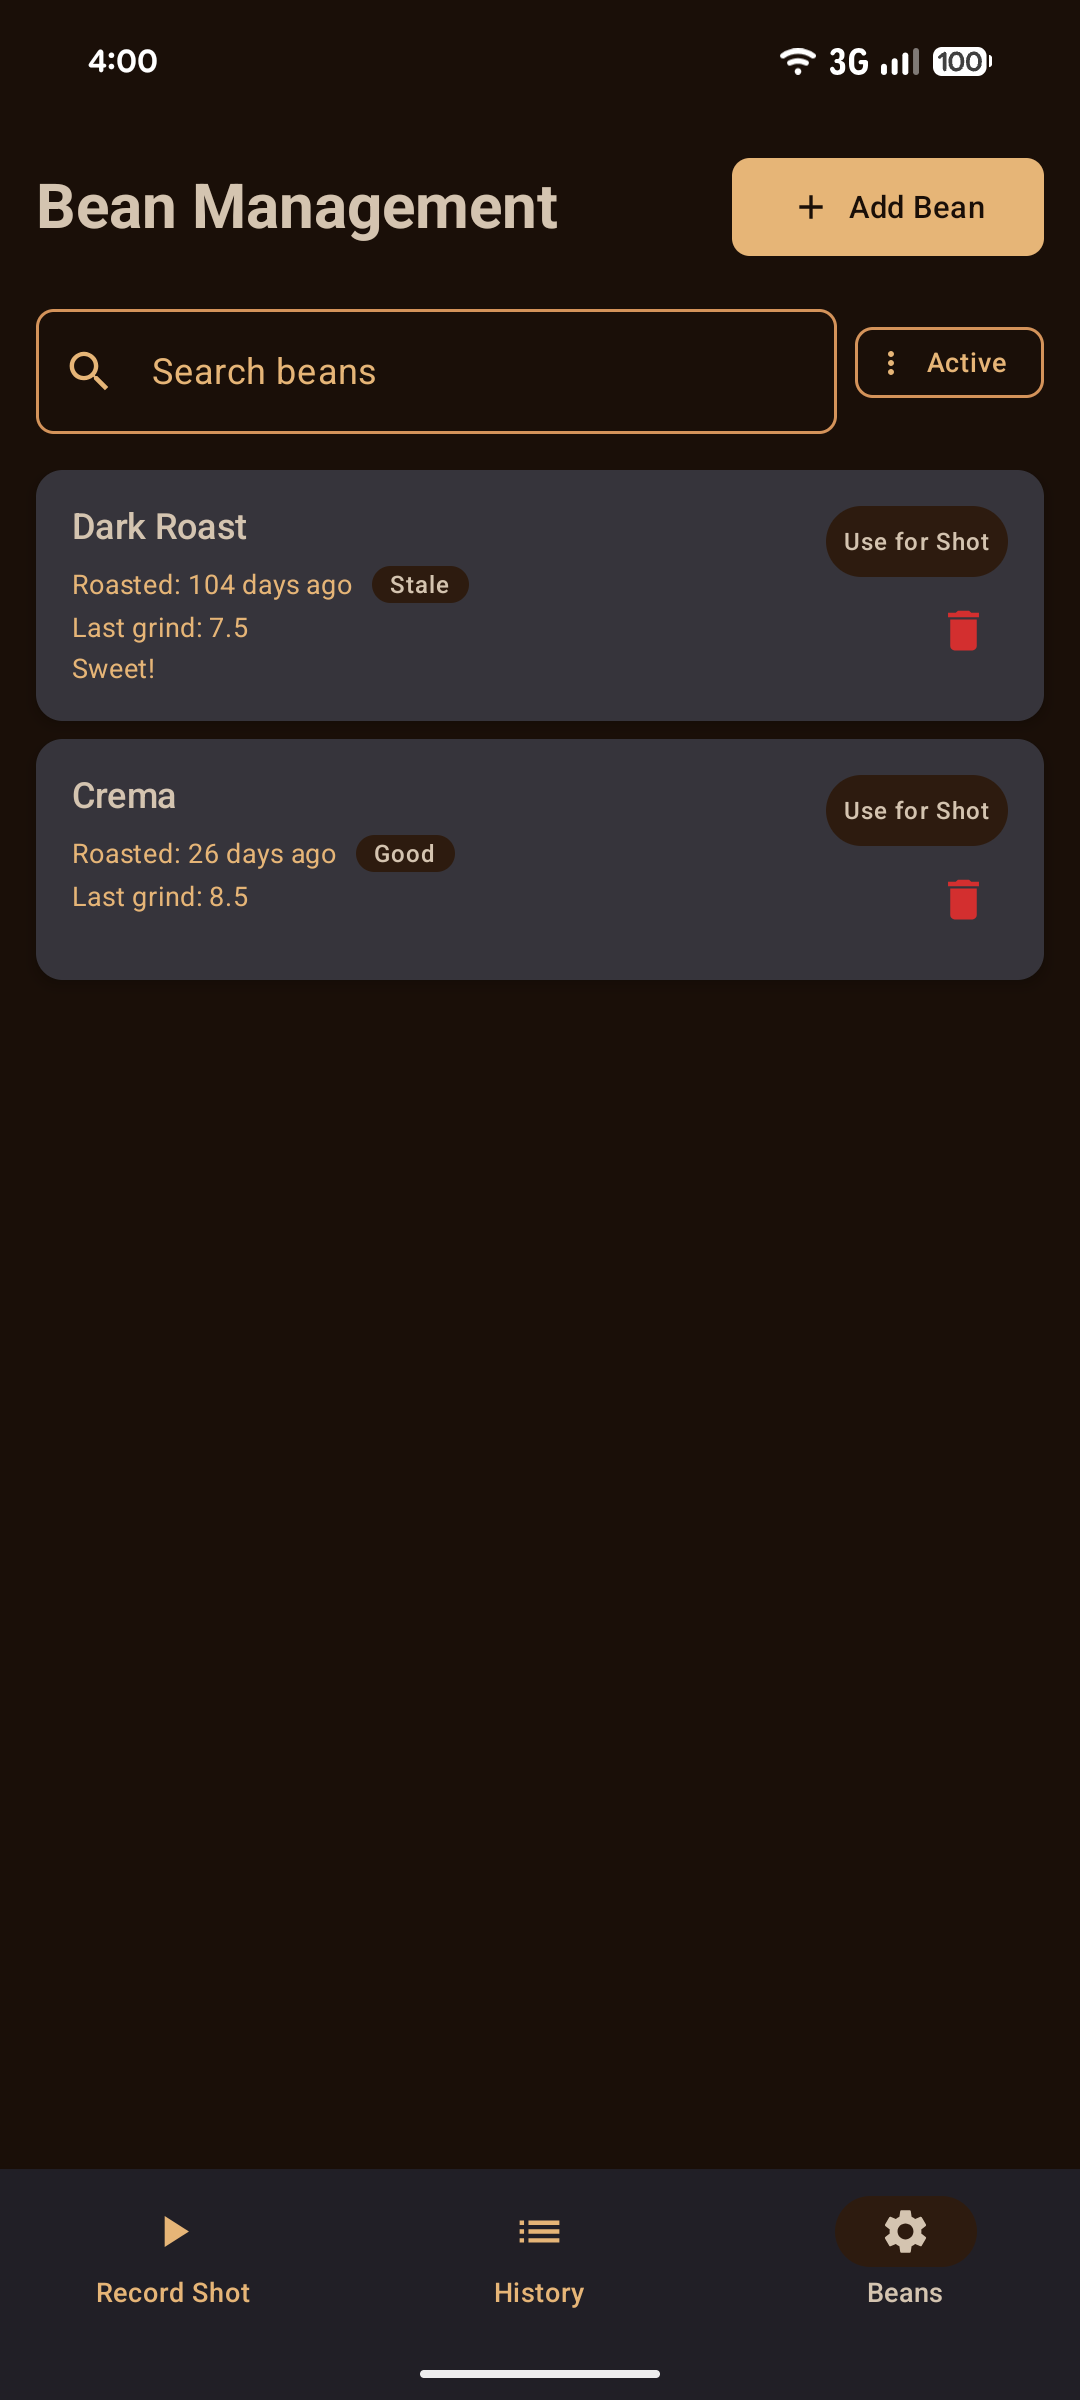 4:00
3G
100
Bean Management
Add Bean
Search beans
Active
Dark Roast
Use for Shot
Roasted: 104 days ago
Stale
Last grind: 7.5
Sweet!
Crema
Use for Shot
Roasted: 26 days ago
Good
Last grind: 8.5
Record Shot
History
Beans